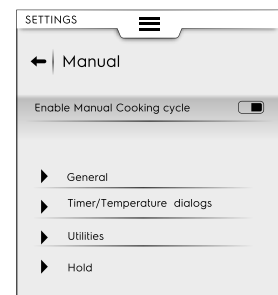 SETTINGS
Manual
Enable Manual Cooking cycle
General
Timer/Temperature dialogs
Utilities
Hold